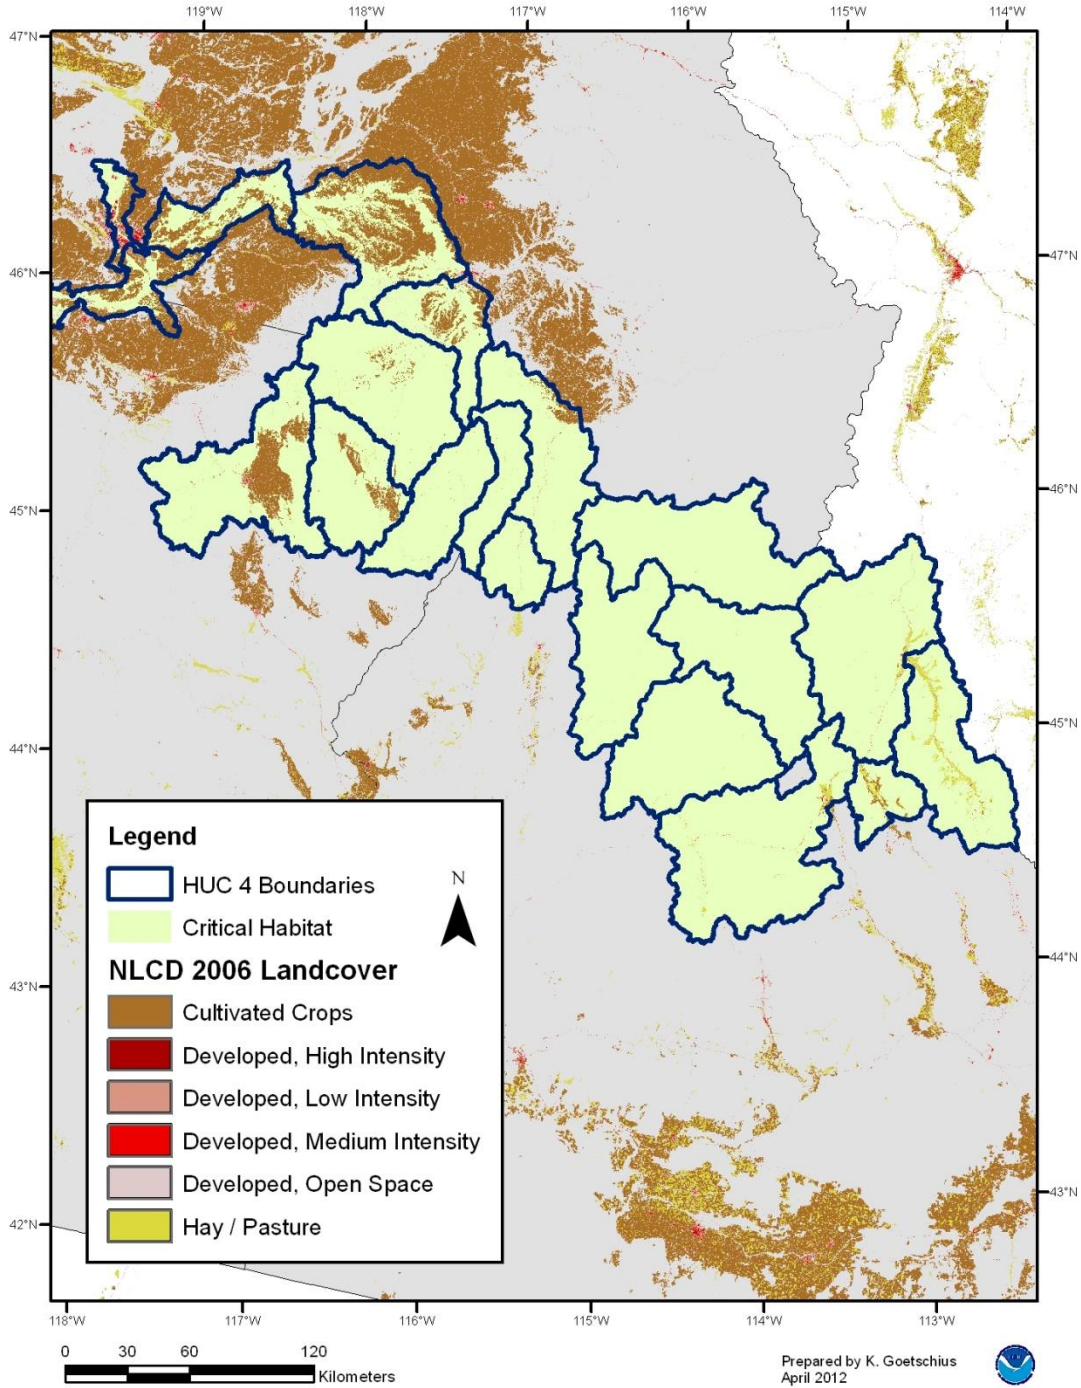 119°W 118°W 117°W 116°W 115°W 114°W
47°N
47°N
46°N
46°N
45°N
45°N
44°N
44°N
43°N
43°N
42°N
Legend
HUC 4 Boundaries
N
Critical Habitat
NLCD 2006 Landcover
Cultivated Crops
Developed, High Intensity
Developed, Low Intensity
Developed, Medium Intensity
Developed, Open Space
Hay / Pasture
118°W 117°W 116°W 115°W 114°W 113°W
0 30 60 120
Kilometers
Prepared by K. Goetschius
April 2012